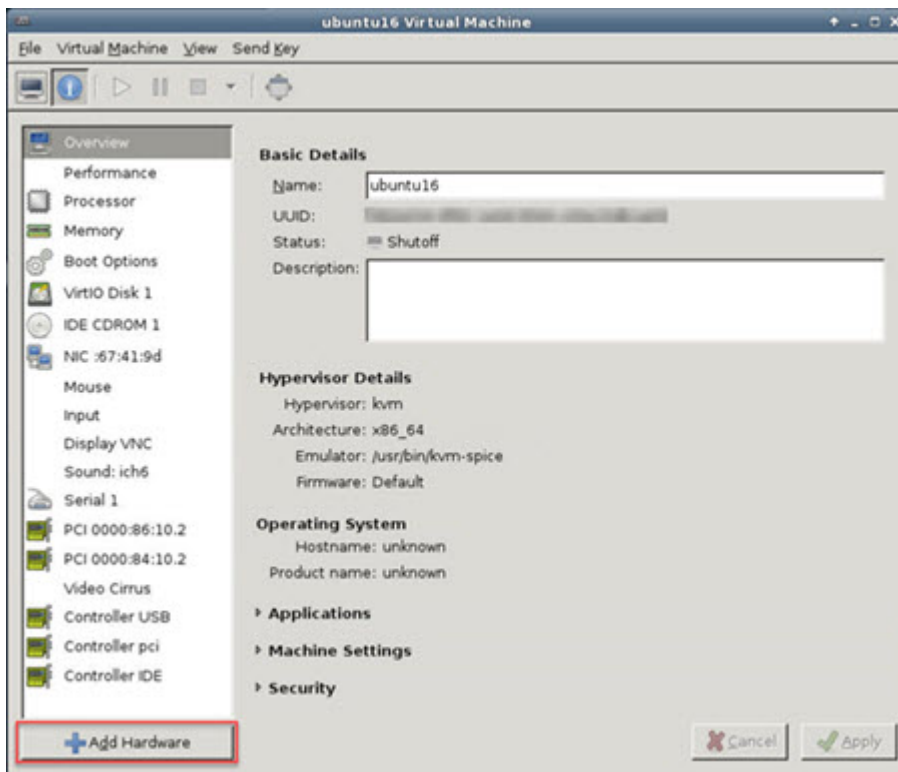 ubuntu16 Virtual Machine
File Virtual Machine View Send Key
Overview
Performance
Processor
Memory
Boot Options
VirtIO Disk 1
IDE CDROM 1
NIC :67:41:9d
Mouse
Input
Display VNC
Sound: ich6
Serial 1
PCI 0000:86:10.2
PCI 0000:84:10.2
Video Cirrus
Controller USB
Controller pci
Controller IDE
Add Hardware
Basic Details
Name: ubuntu16
UUID:
Status: Shutoff
Description:
Hypervisor Details
Hypervisor: kvm
Architecture: x86_64
Emulator: /usr/bin/kvm-spice
Firmware: Default
Operating System
Hostname: unknown
Product name: unknown
Applications
Machine Settings
Security
Cancel Apply